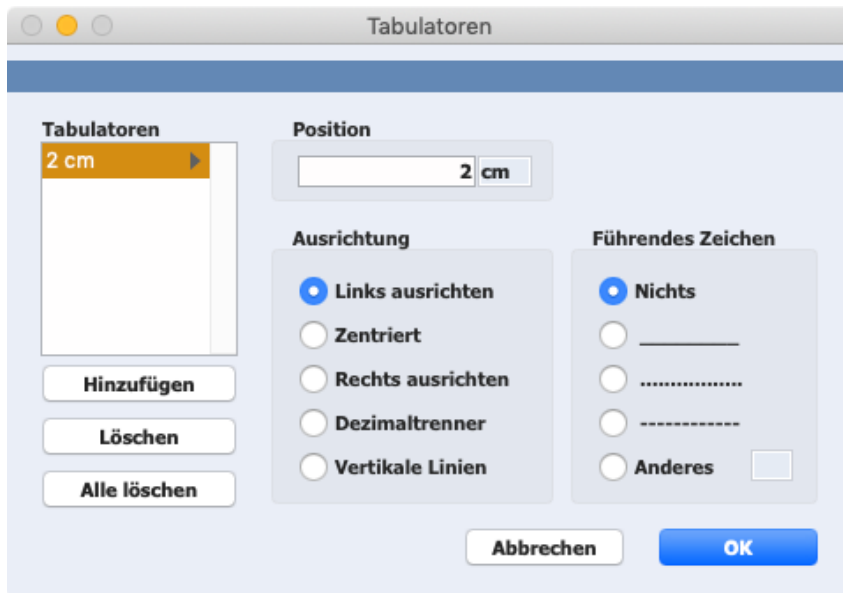 Tabulatoren
Tabulatoren
2 cm
Hinzufügen
Löschen
Alle löschen
Position
2 cm
Ausrichtung
Links ausrichten
Zentriert
Rechts ausrichten
Dezimaltrenner
Vertikale Linien
Führendes Zeichen
Nichts
__________
.................
------------
Anderes
Abbrechen
OK